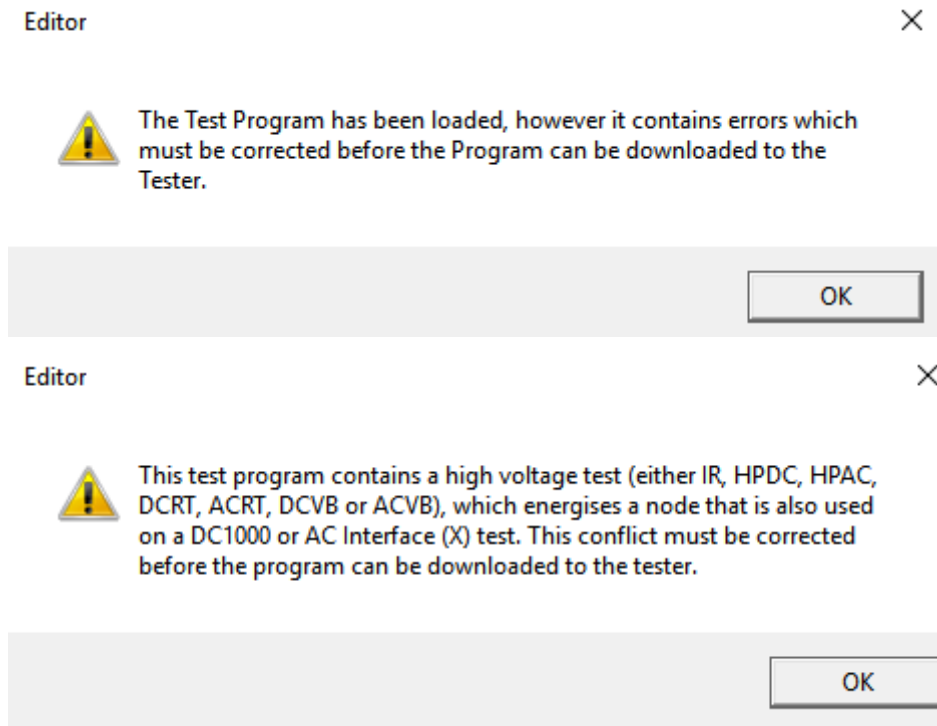 Editor
The Test Program has been loaded, however it contains errors which
must be corrected before the Program can be downloaded to the
Tester.
OK
Editor
This test program contains a high voltage test (either IR, HPDC, HPAC,
DCRT, ACRT, DCVB or ACVB), which energises a node that is also used
on a DC1000 or AC Interface (X) test. This conflict must be corrected
before the program can be downloaded to the tester.
OK